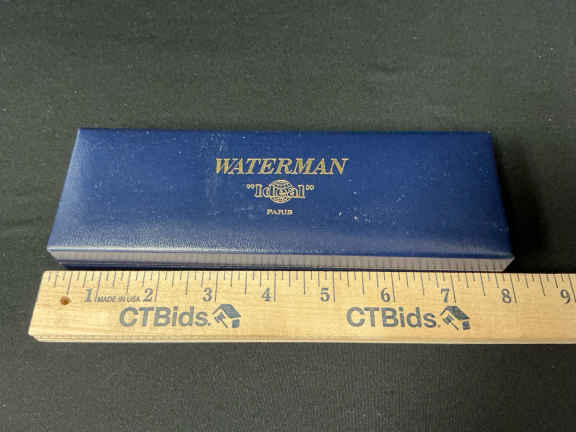 WATERMAN
"Ideal"
PARIS
1 MADE IN USA 2 3 4 5 6 7 8 9
CTBids. CTBids.